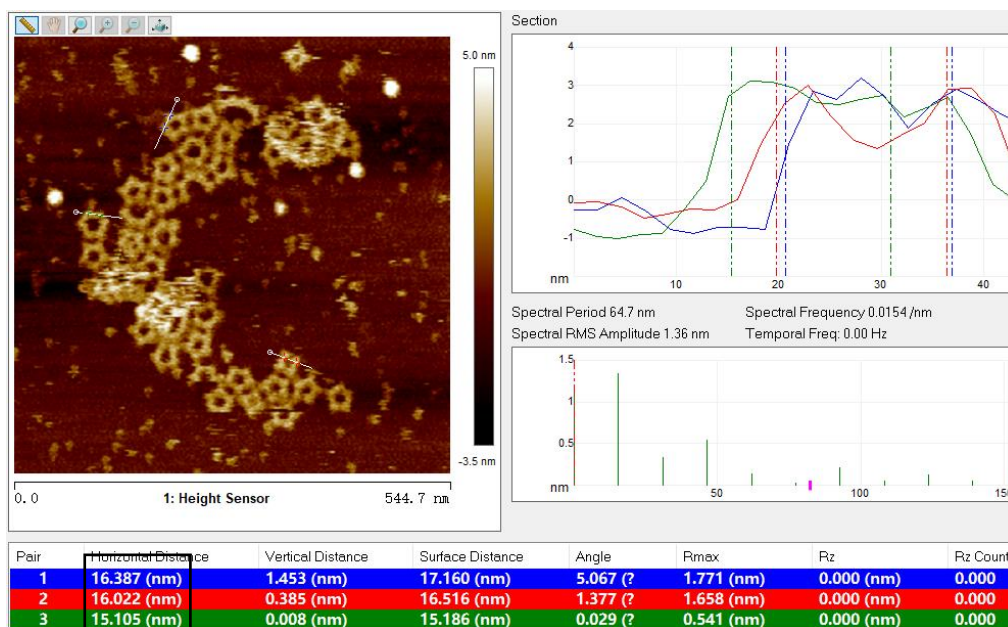 Section
5.0 nm
-3.5 nm
4
3
2
1
0
-1
nm
10
20
30
40
0.0
1: Height Sensor
544.7 nm
Spectral Period 64.7 nm
Spectral Frequency 0.0154 /nm
Spectral RMS Amplitude 1.36 nm
Temporal Freq: 0.00 Hz
1.5
1
0.5
nm
50
100
150
Pair Horizontal Distance Vertical Distance Surface Distance Angle Rmax Rz Rz Count
1 16.387 (nm) 1.453 (nm) 17.160 (nm) 5.067 (? 1.771 (nm) 0.000 (nm) 0.000
2 16.022 (nm) 0.385 (nm) 16.516 (nm) 1.377 (? 1.658 (nm) 0.000 (nm) 0.000
3 15.105 (nm) 0.008 (nm) 15.186 (nm) 0.029 (? 0.541 (nm) 0.000 (nm) 0.000